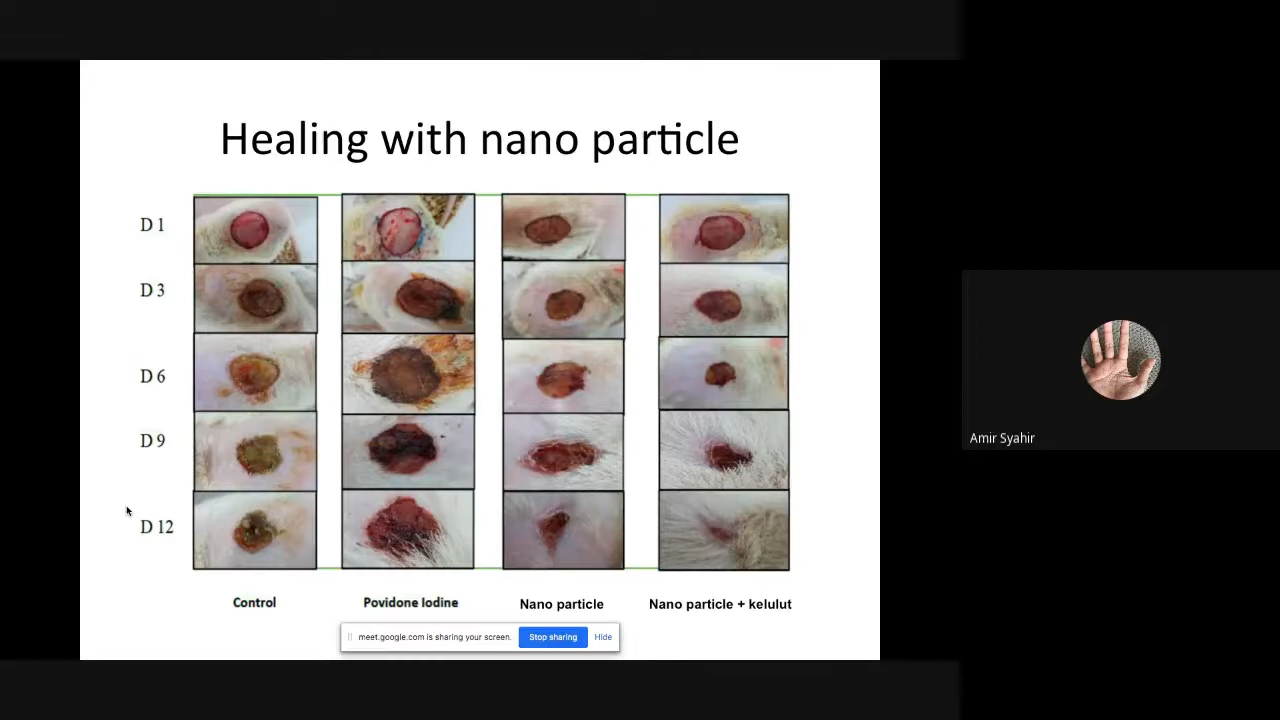 Healing with nano particle
D 1
D 3
D 6
D 9
D 12
Control
Povidone Iodine
Nano particle
Nano particle + kelulut
meet.google.com is sharing your screen.
Stop sharing
Hide
Amir Syahir